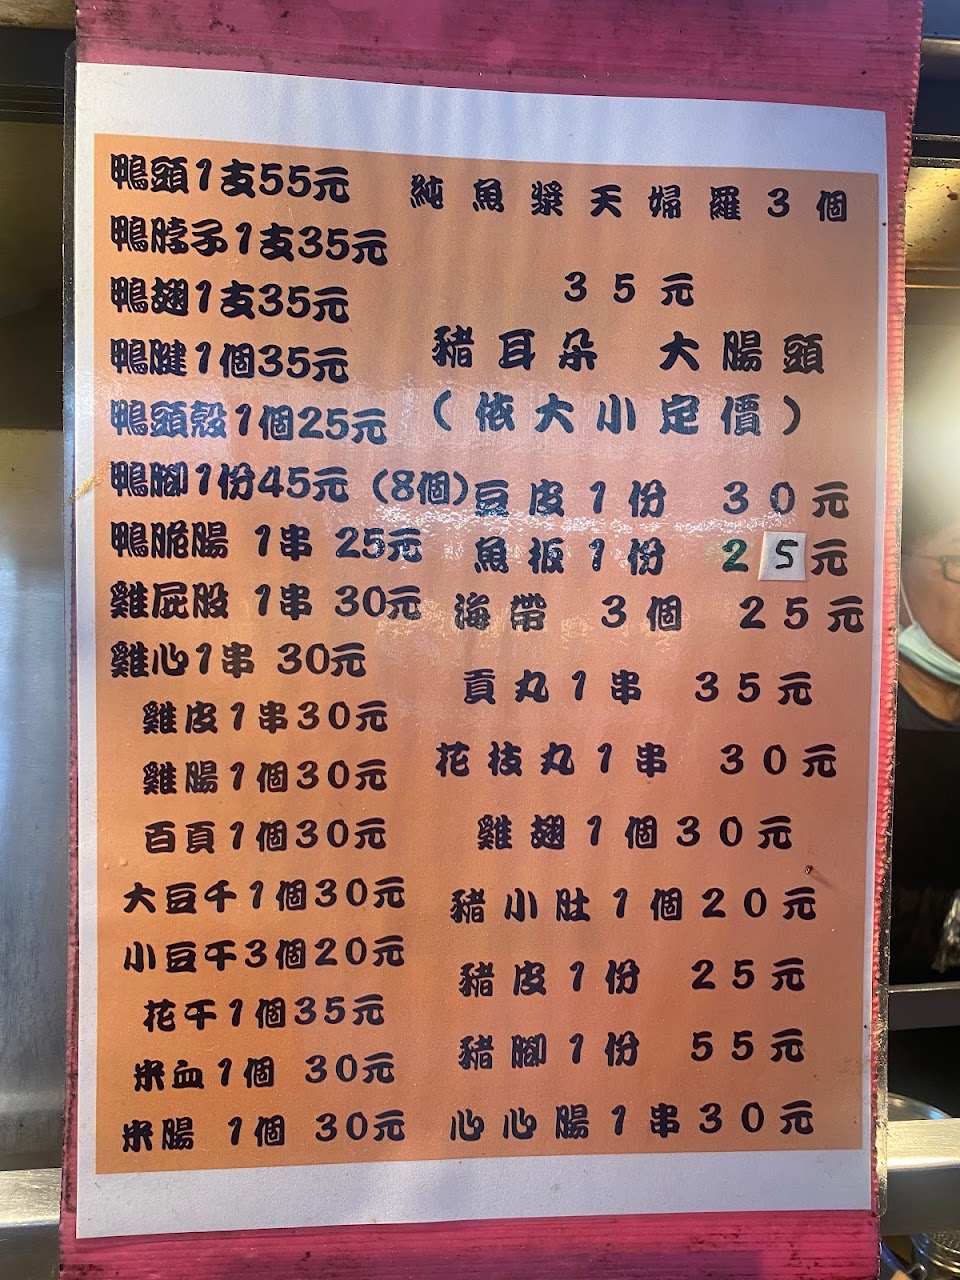 鴨頭1支55元
鴨脖子1支35元
鴨翅1支35元
鴨腱1個35元
鴨頭殼1個25元
鴨腳1份45元（8個）
鴨脆腸 1串 25元
雞屁股 1串 30元
雞心1串 30元
雞皮1串30元
雞腸1個30元
百頁1個30元
大豆干1個30元
小豆干3個20元
花干1個35元
米血1個 30元
米腸 1個 30元
純魚漿天婦羅3個
35元
豬耳朵 大腸頭
（依大小定價）
豆皮1份 30元
魚板1份 25元
海帶 3個 25元
貢丸1串 35元
花枝丸1串 30元
雞翅1個30元
豬小肚1個20元
豬皮1份 25元
豬腳1份 55元
心心腸1串30元